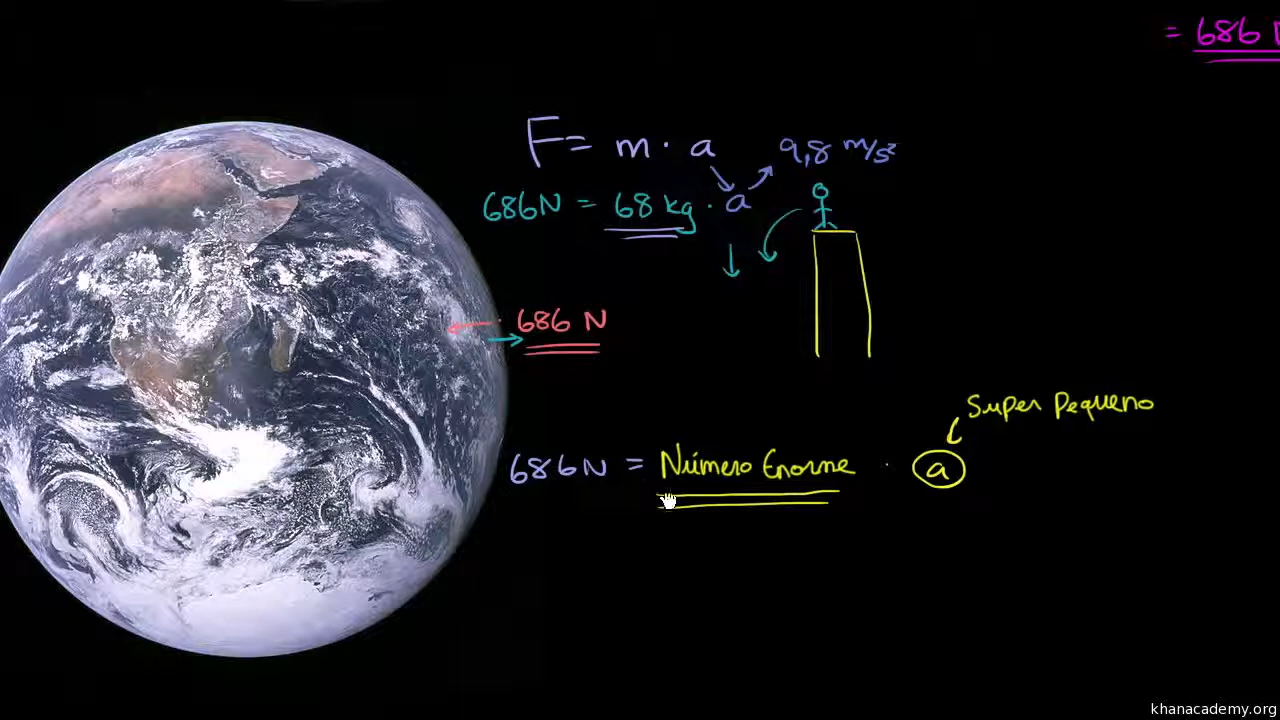 = 686
F = m · a
9,8 m/s²
686N = 68 kg · a
686 N
Super Pequeno
686N = Número Enorme · a
khanacademy.org